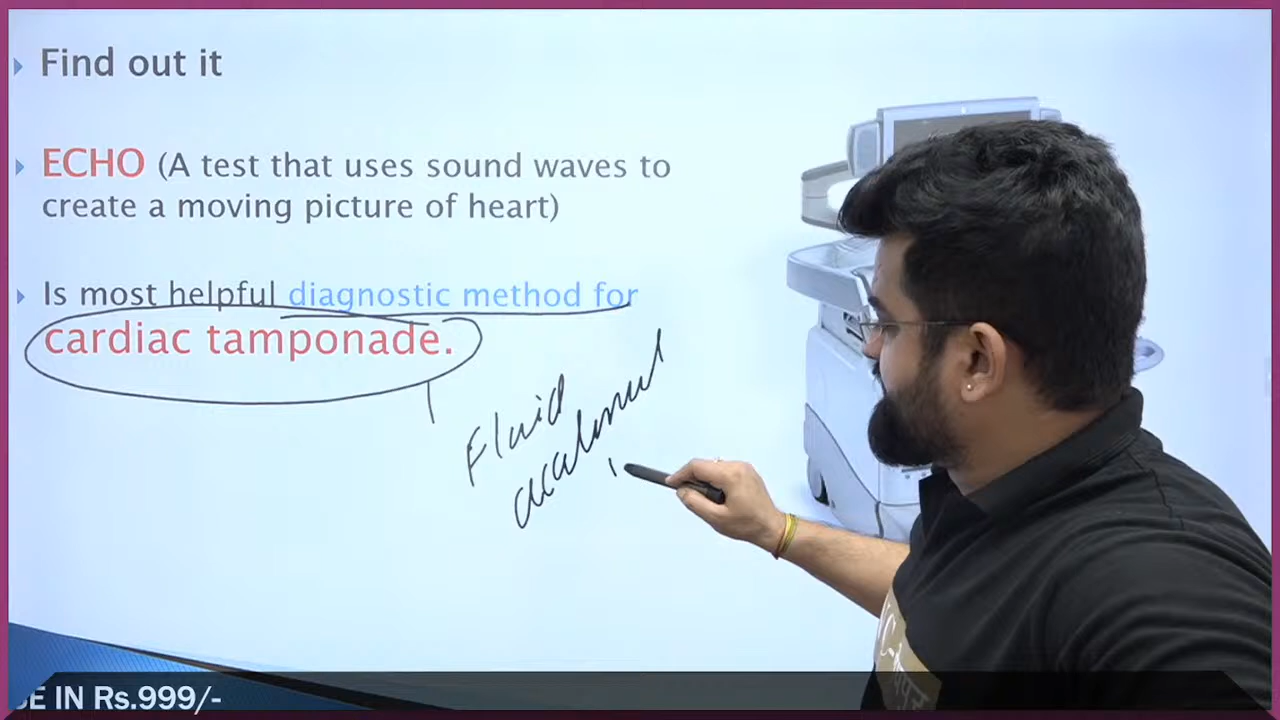 Find out it
ECHO (A test that uses sound waves to
create a moving picture of heart)
Is most helpful diagnostic method for
cardiac tamponade.
Fluid
SE IN Rs.999/-